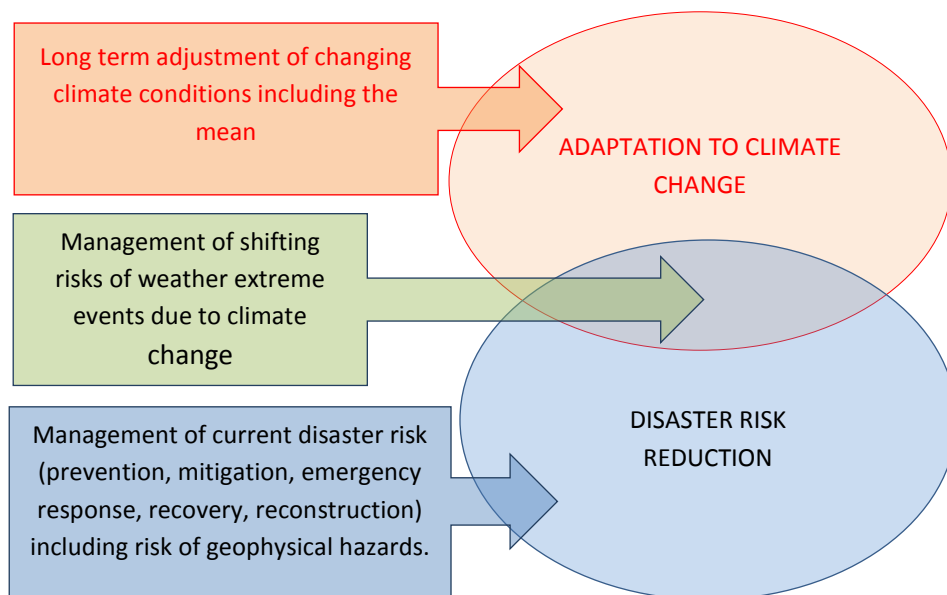 Long term adjustment of changing
climate conditions including the
mean
ADAPTATION TO CLIMATE
CHANGE
Management of shifting
risks of weather extreme
events due to climate
change
Management of current disaster risk
(prevention, mitigation, emergency
response, recovery, reconstruction)
including risk of geophysical hazards.
DISASTER RISK
REDUCTION